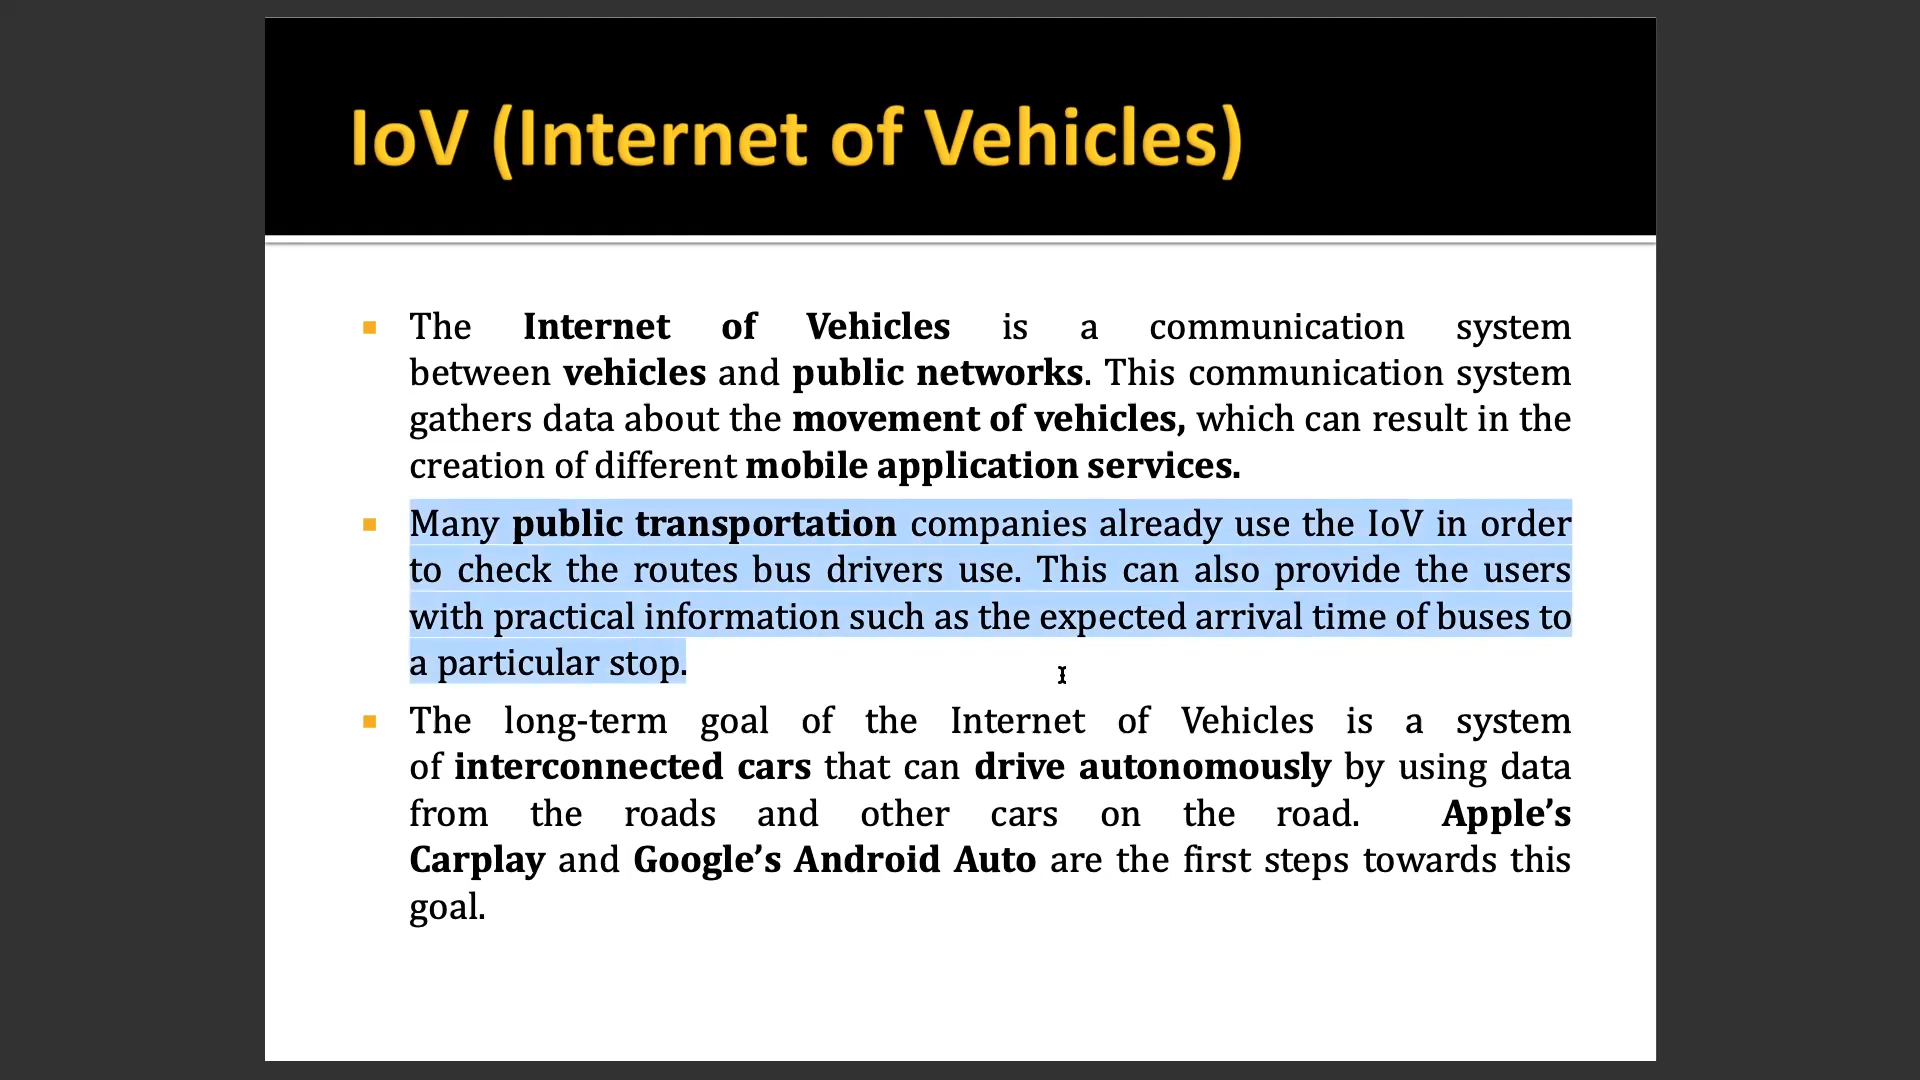 IoV (Internet of Vehicles)
The Internet of Vehicles is a communication system
between vehicles and public networks. This communication system
gathers data about the movement of vehicles, which can result in the
creation of different mobile application services.
Many public transportation companies already use the IoV in order
to check the routes bus drivers use. This can also provide the users
with practical information such as the expected arrival time of buses to
a particular stop.
The long-term goal of the Internet of Vehicles is a system
of interconnected cars that can drive autonomously by using data
from the roads and other cars on the road. Apple’s
Carplay and Google’s Android Auto are the first steps towards this
goal.